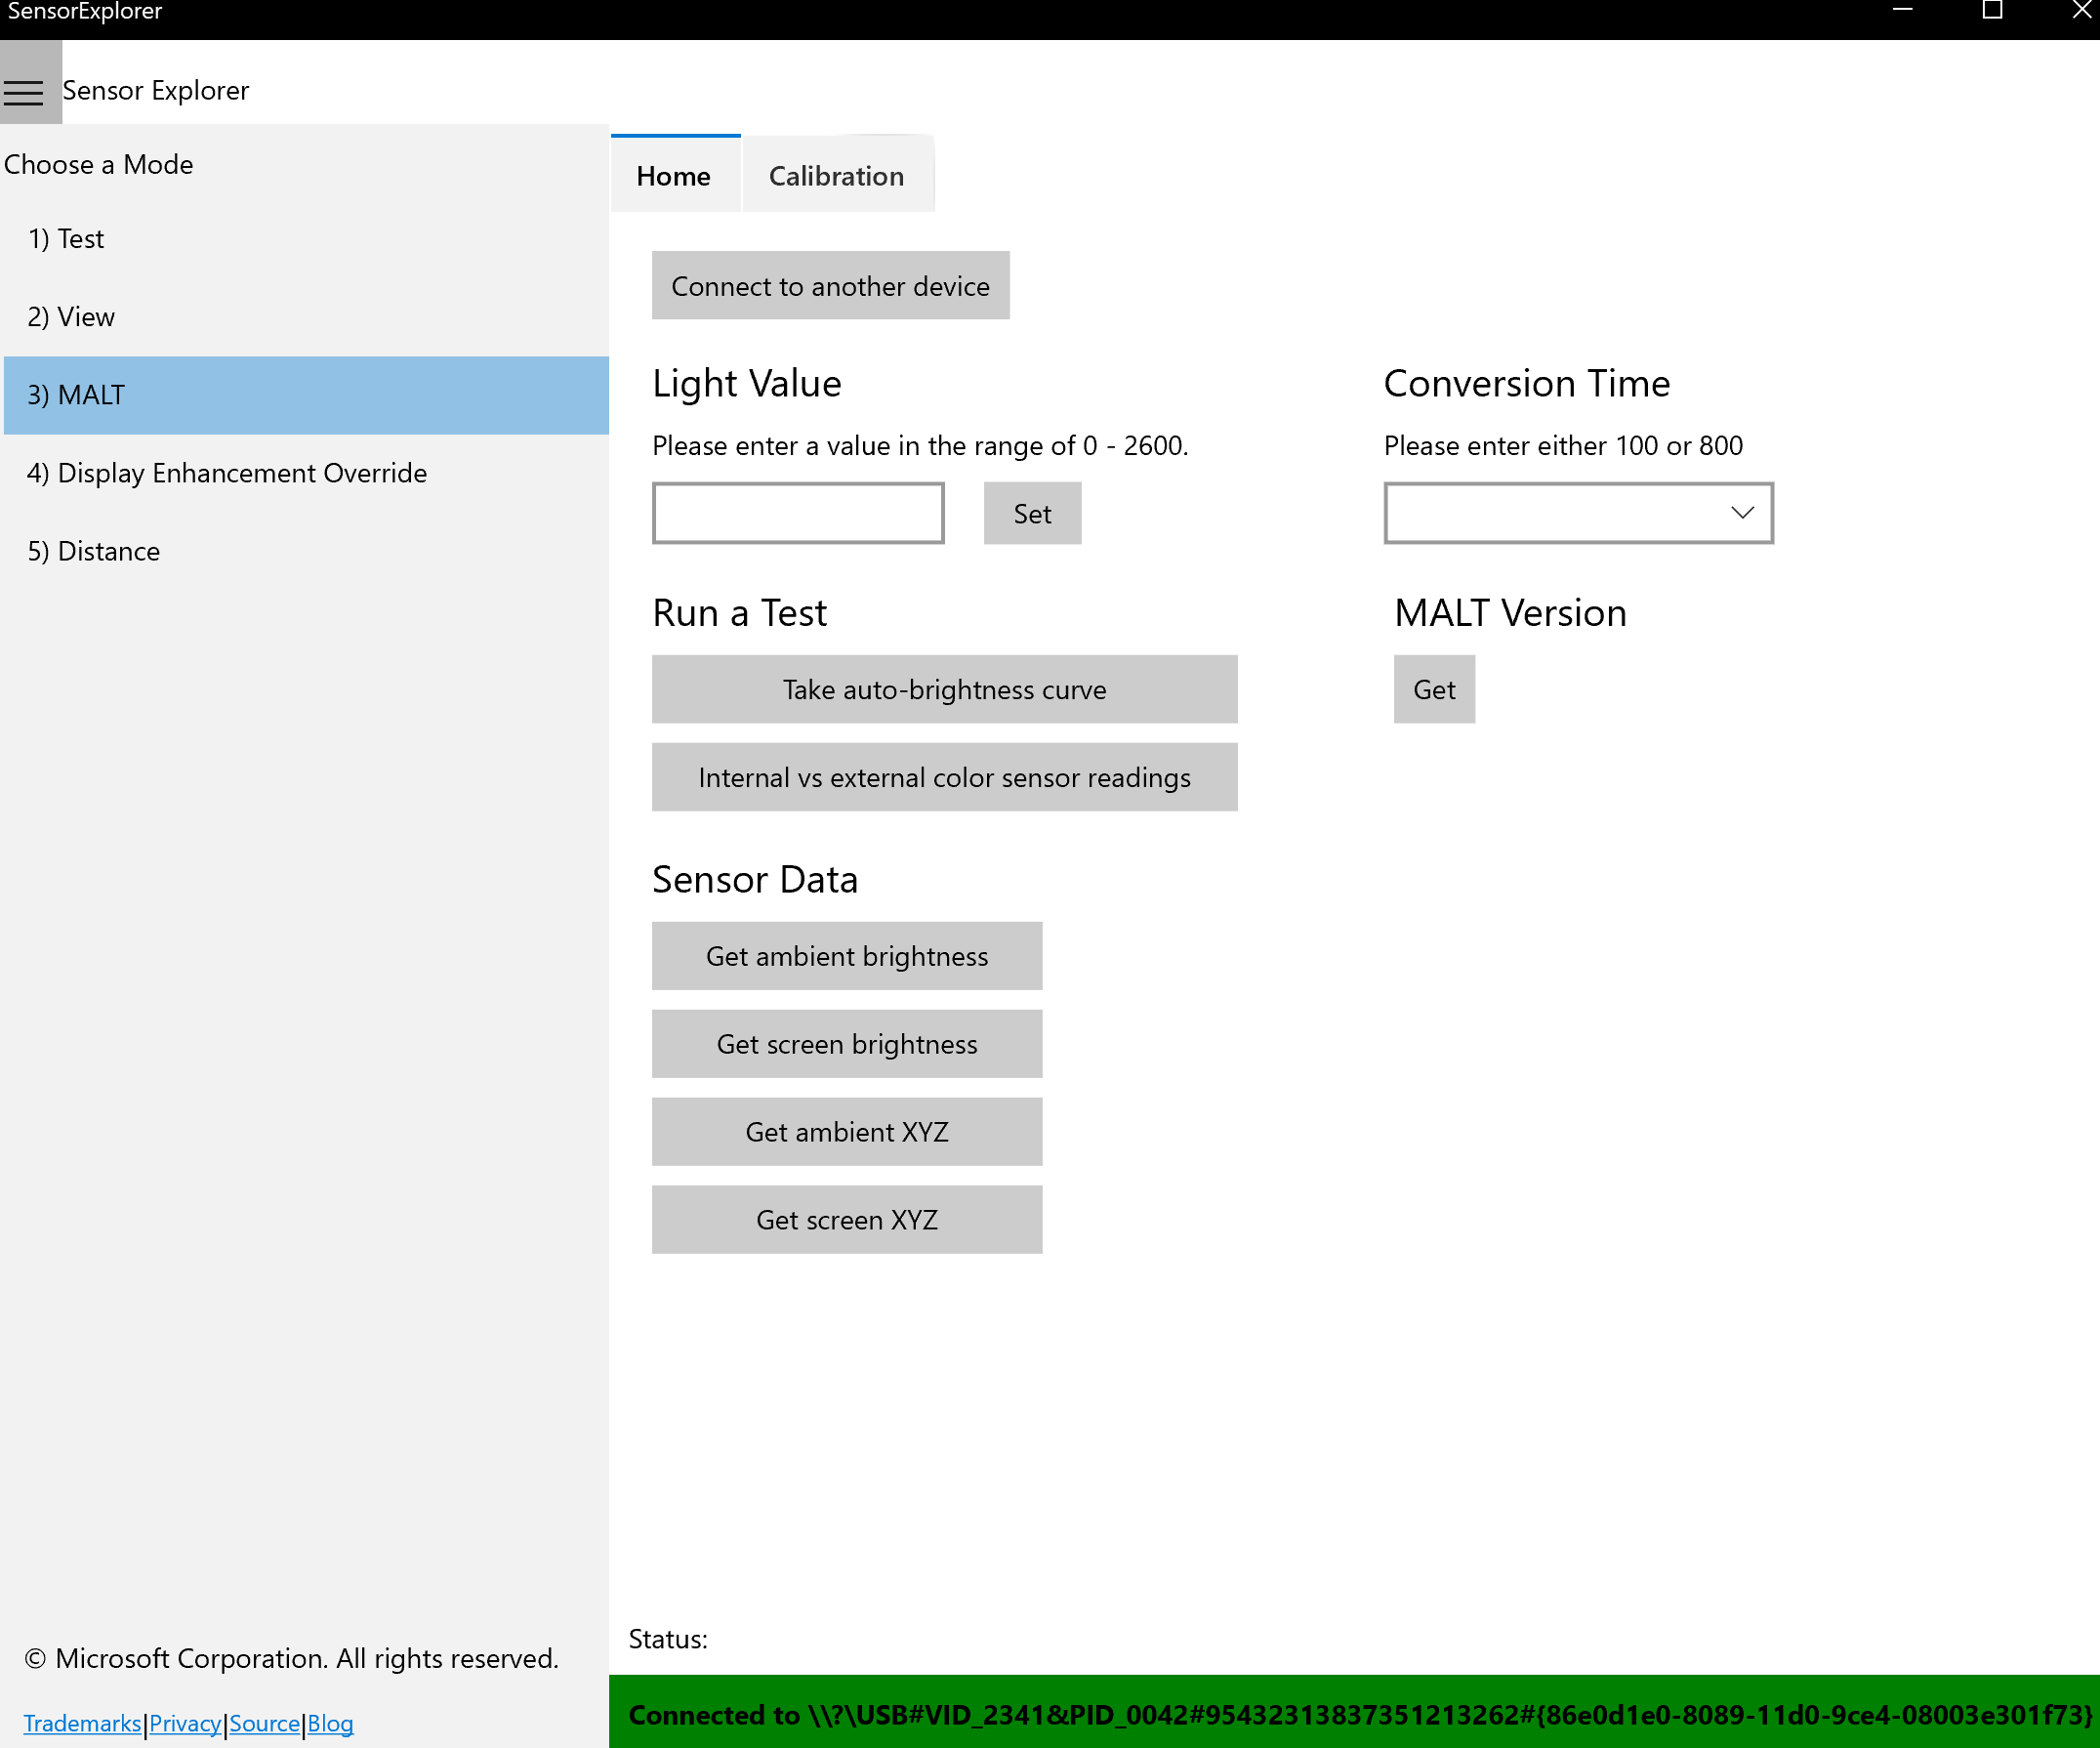 SensorExplorer
Sensor Explorer
Choose a Mode
1) Test
2) View
3) MALT
4) Display Enhancement Override
5) Distance
© Microsoft Corporation. All rights reserved.
Trademarks|Privacy|Source|Blog
Home Calibration
Connect to another device
Light Value
Please enter a value in the range of 0 - 2600.
Set
Conversion Time
Please enter either 100 or 800
Run a Test
Take auto-brightness curve
Internal vs external color sensor readings
MALT Version
Get
Sensor Data
Get ambient brightness
Get screen brightness
Get ambient XYZ
Get screen XYZ
Status:
Connected to \\?\USB#VID_2341&PID_0042#95432313837351213262#{86e0d1e0-8089-11d0-9ce4-08003e301f73}